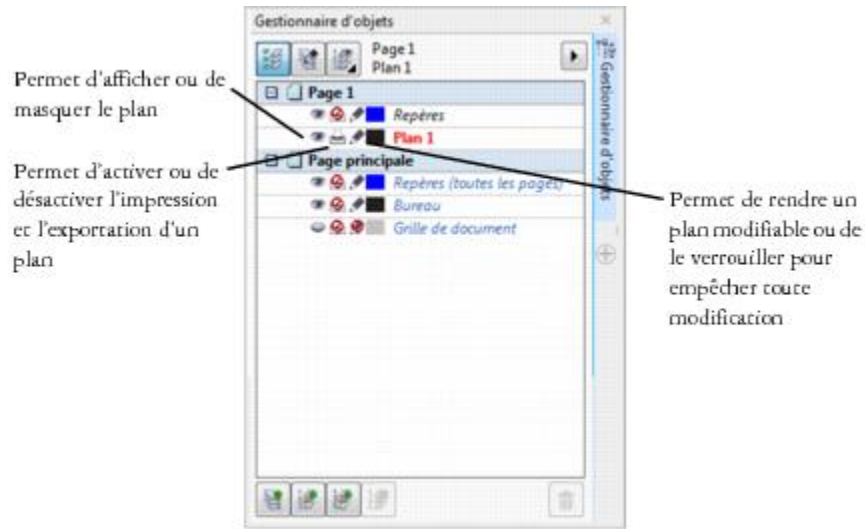 Gestionnaire d'objets
Page 1
Plan 1
Page 1
Repères
Plan 1
Page principale
Repères (toutes les pages)
Bureau
Grille de document
Gestionnaire d'objets
Permet d'afficher ou de
masquer le plan
Permet d'activer ou de
désactiver l'impression
et l'exportation d'un
plan
Permet de rendre un
plan modifiable ou de
le verrouiller pour
empêcher toute
modification